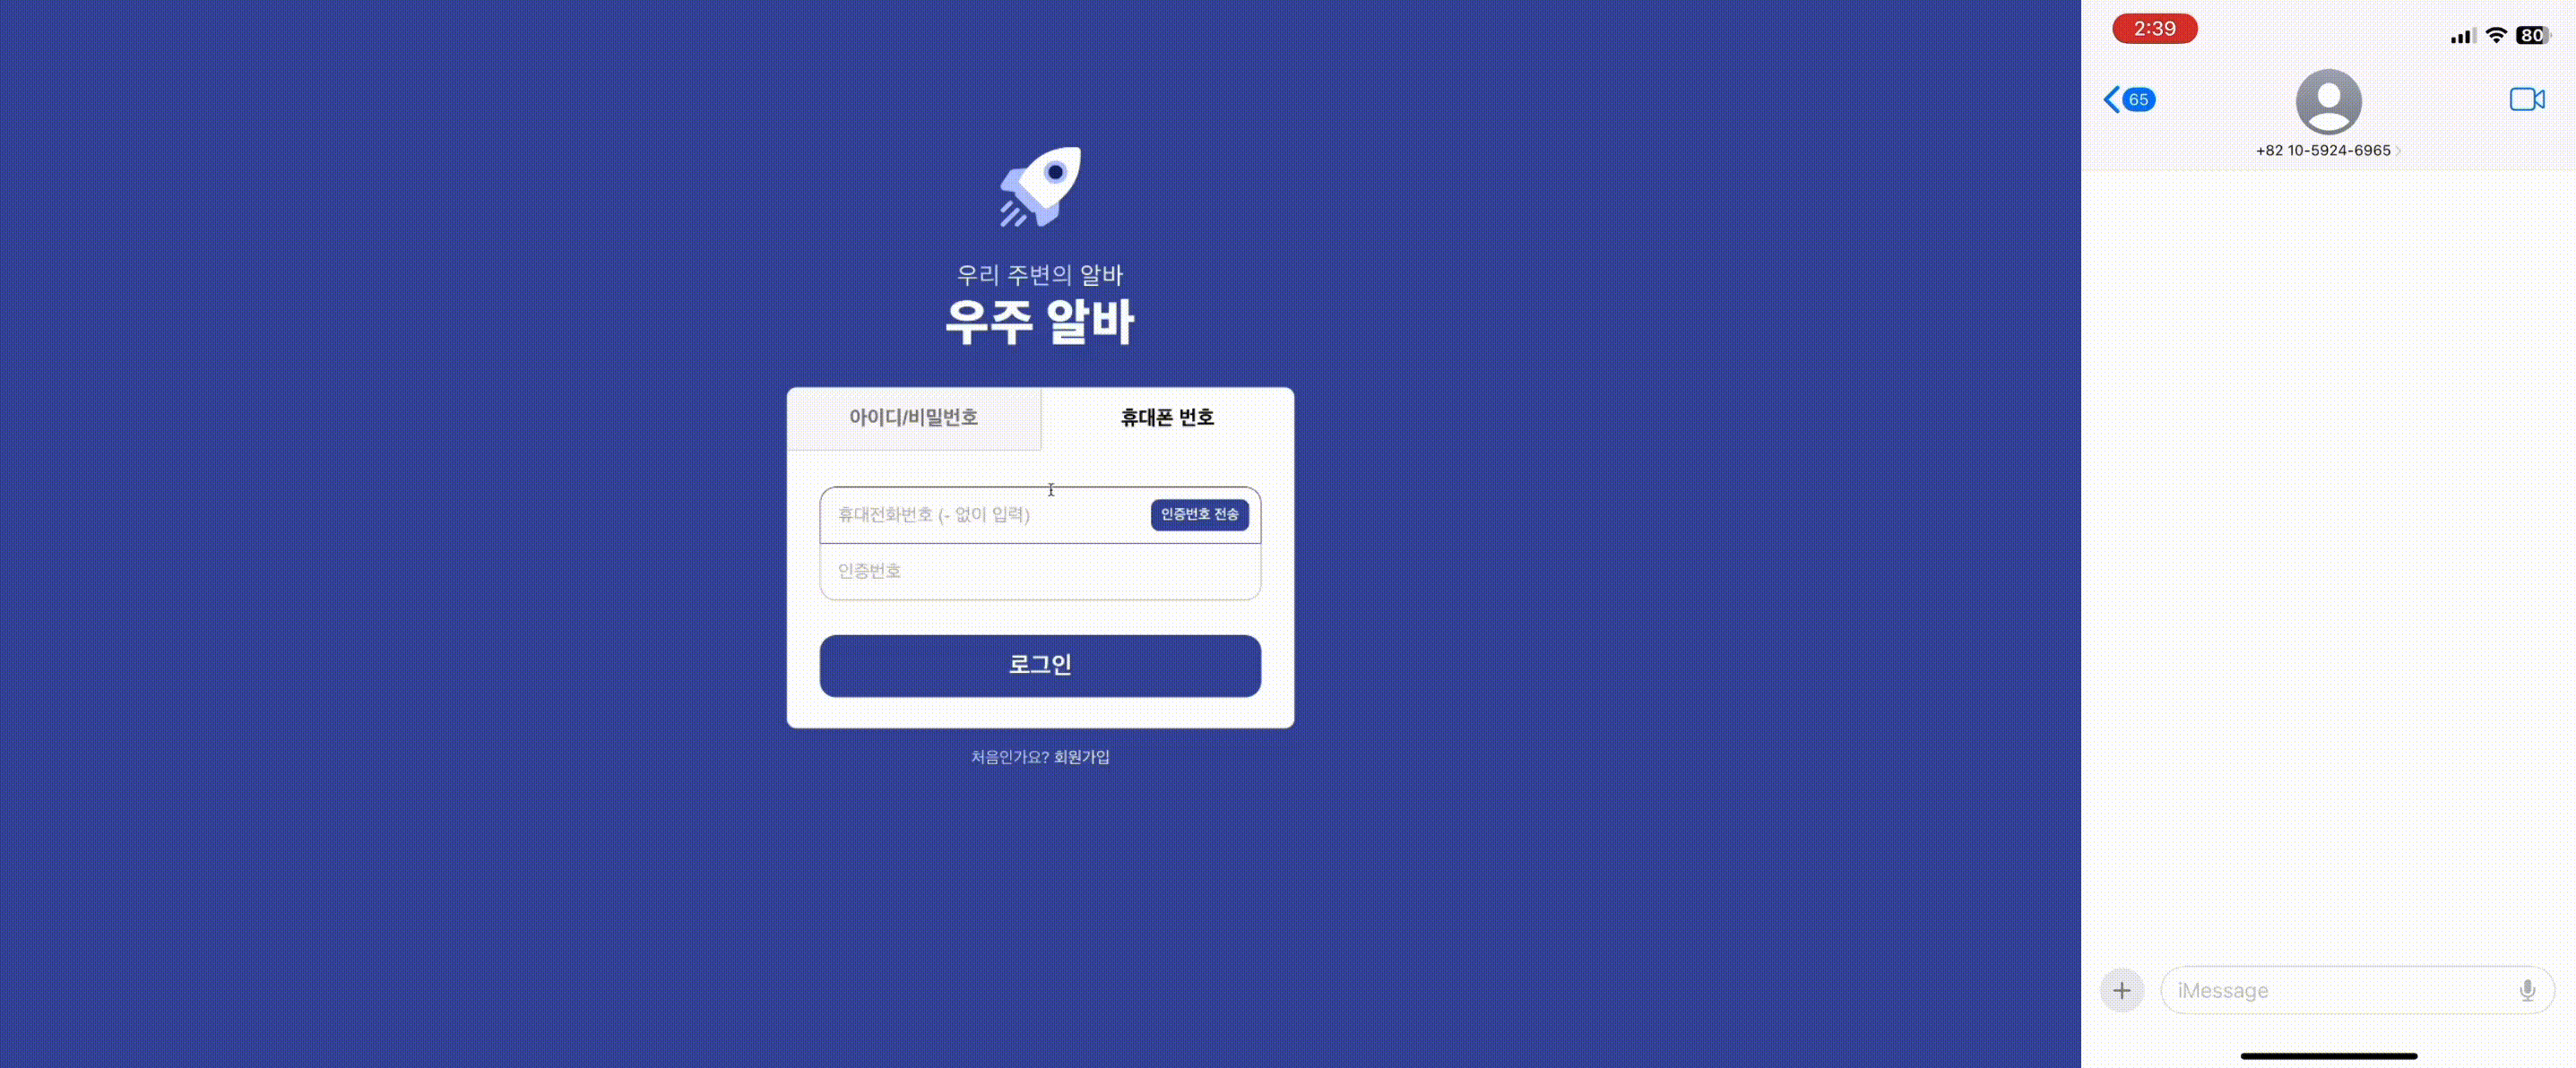 우리 주변의 알바
우주 알바
아이디/비밀번호
휴대폰 번호
휴대전화번호 (- 없이 입력)
인증번호 전송
인증번호
로그인
처음인가요? 회원가입
2:39
80
65
+82 10-5924-6965
iMessage